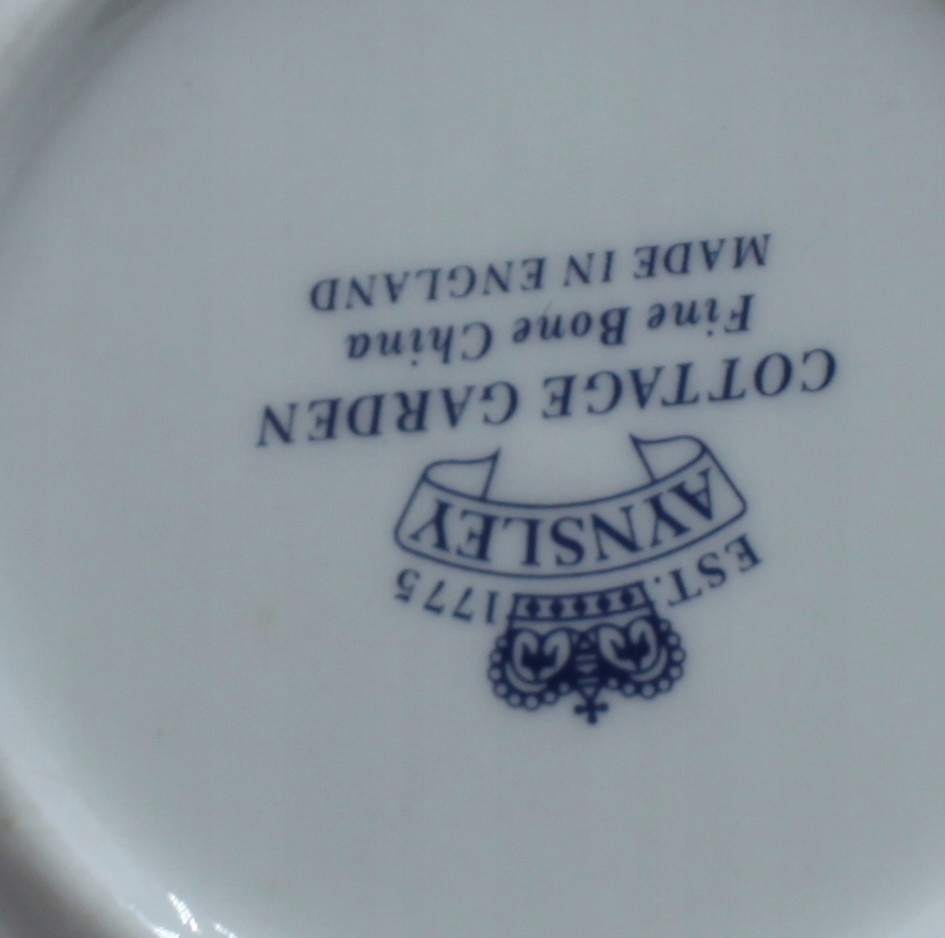 EST. 1775
AYNSLEY
COTTAGE GARDEN
Fine Bone China
MADE IN ENGLAND